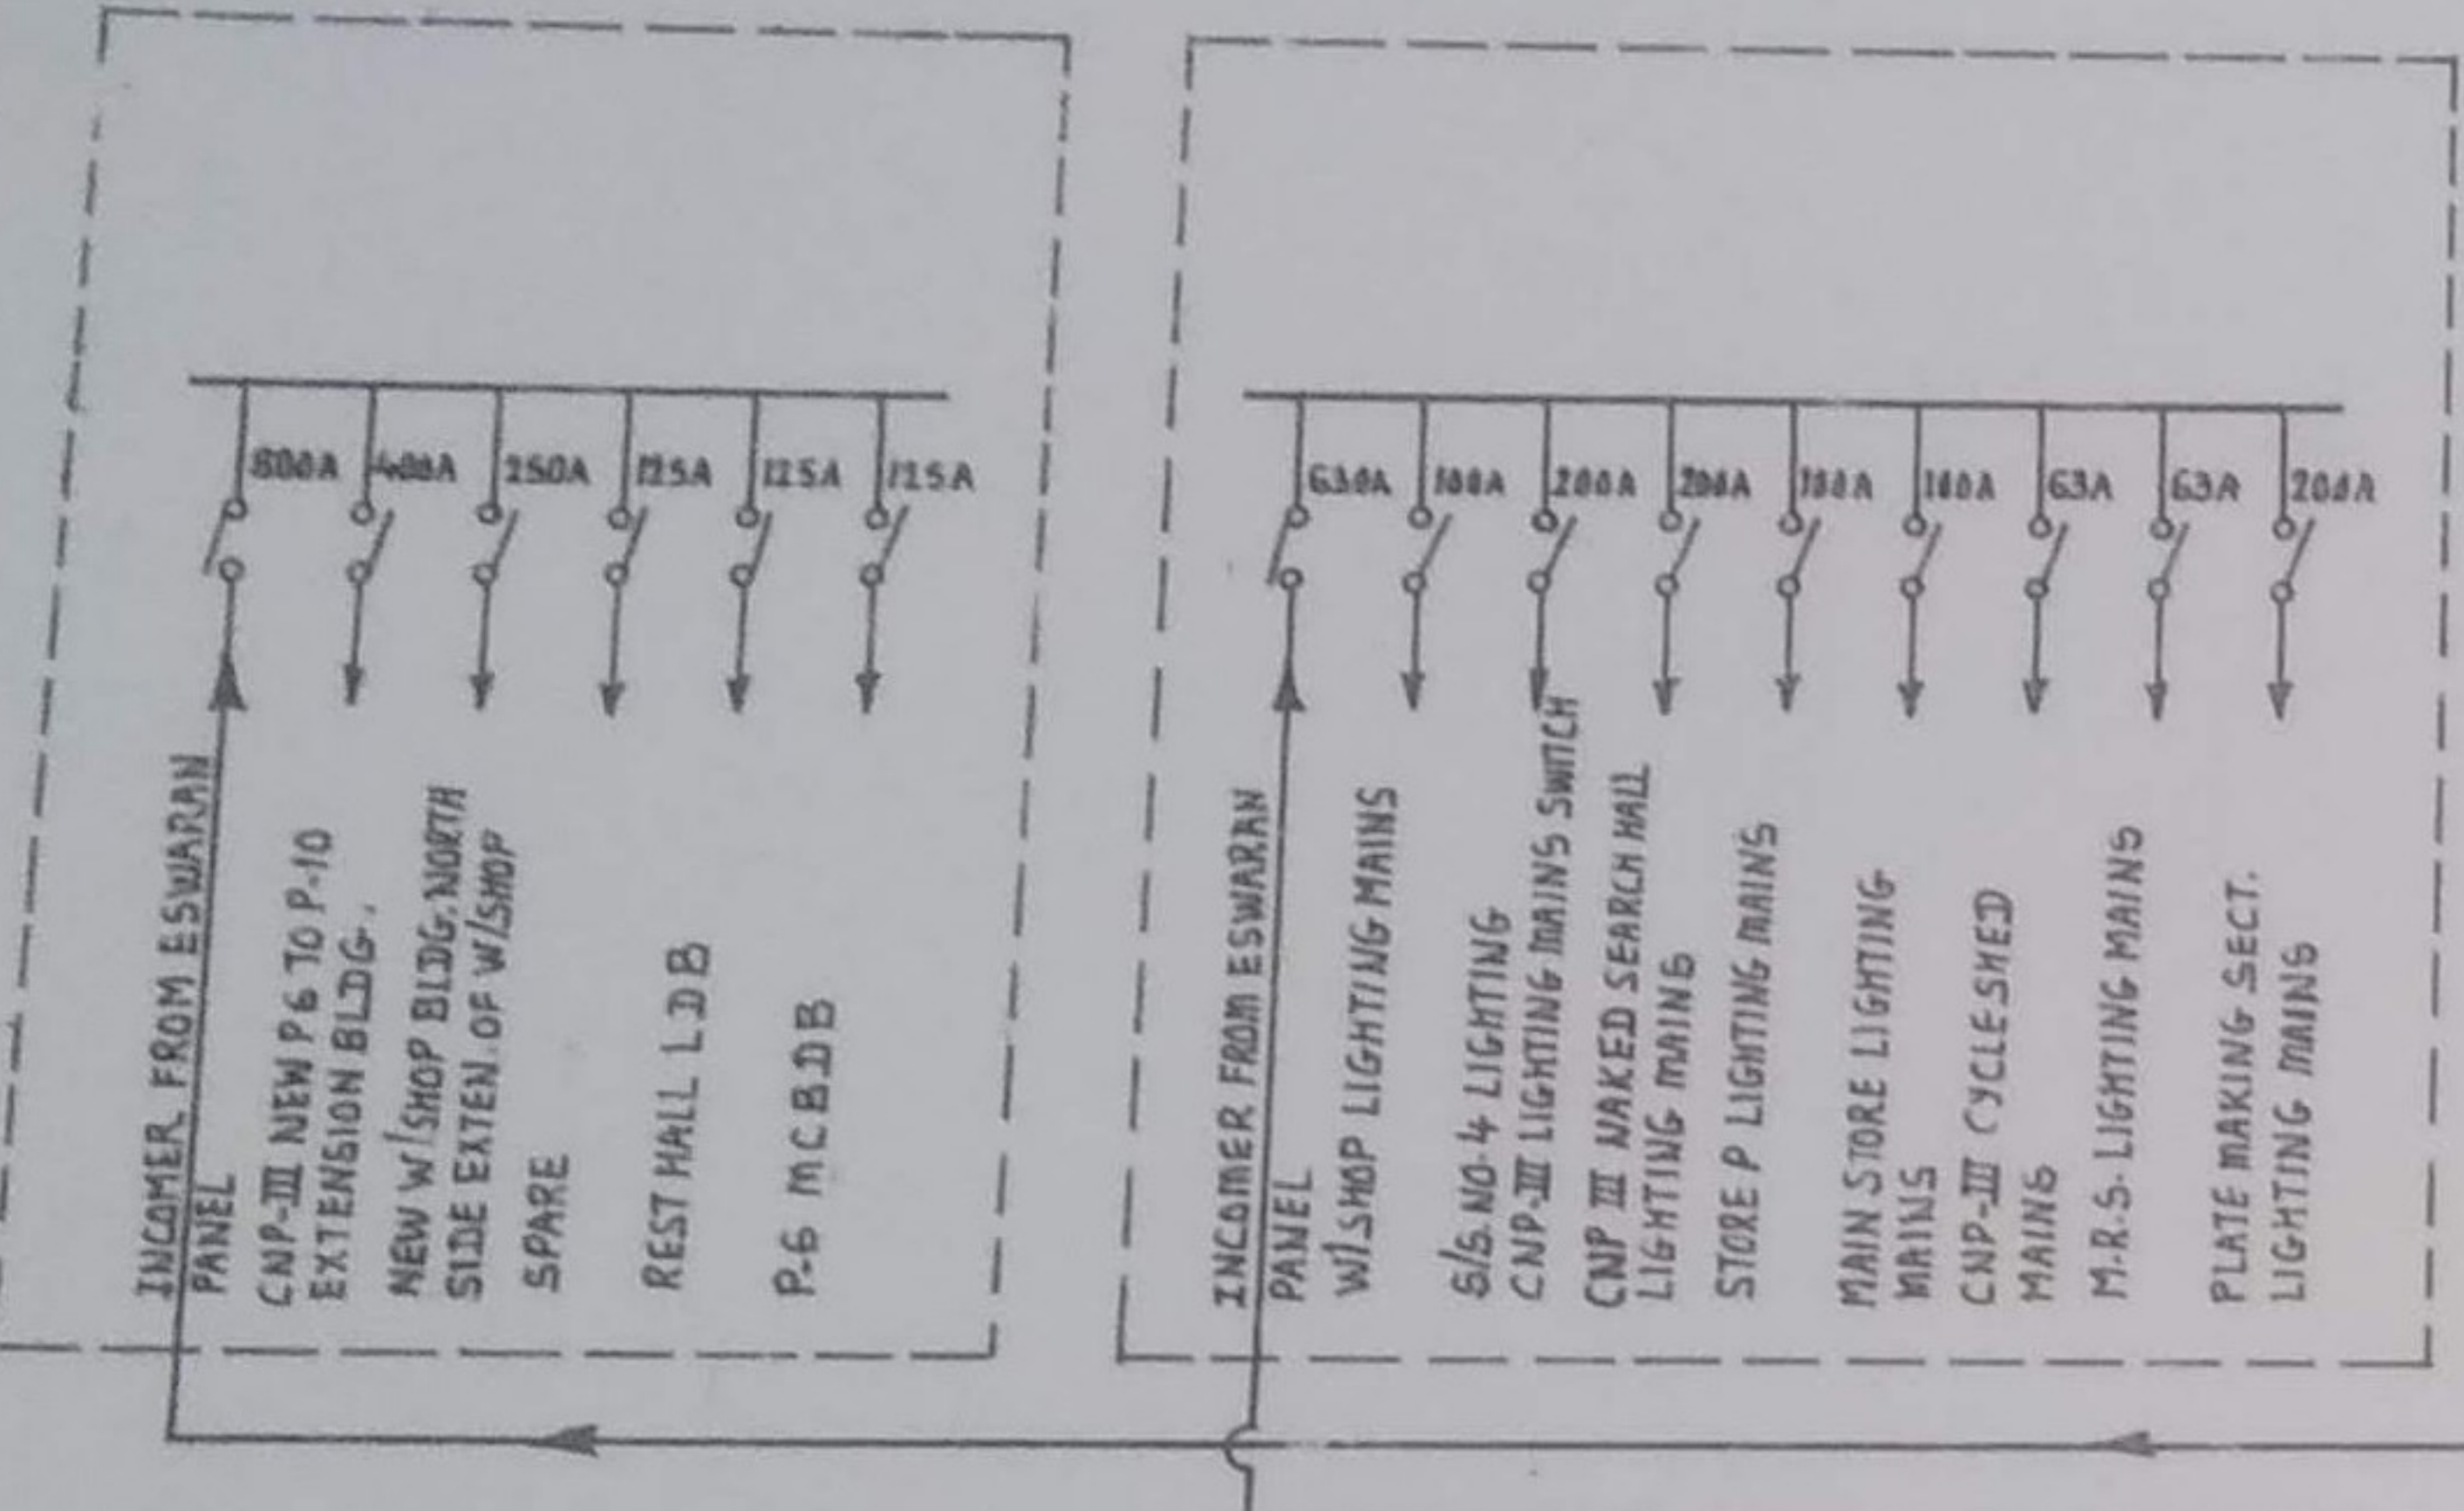 800A
400A
250A
125A
125A
125A
INCOMER FROM ESWARAN
PANEL
CNP-III NEW P6 TO P-10
EXTENSION BLDG.
NEW W/SHOP BLDG. NORTH
SIDE EXTEN. OF W/SHOP
SPARE
REST HALL LDB
P-6 MCBDB
630A
100A
200A
200A
100A
100A
63A
63A
200A
INCOMER FROM ESWARAN
PANEL
W/SHOP LIGHTING MAINS
S/S. NO-4 LIGHTING
CNP-III LIGHTING MAINS SWITCH
CNP III NAKED SEARCH HALL
LIGHTING MAINS
STORE P LIGHTING MAINS
MAIN STORE LIGHTING
MAINS
CNP-III CYCLE SHED
MAINS
M.R.S. LIGHTING MAINS
PLATE MAKING SECT.
LIGHTING MAINS